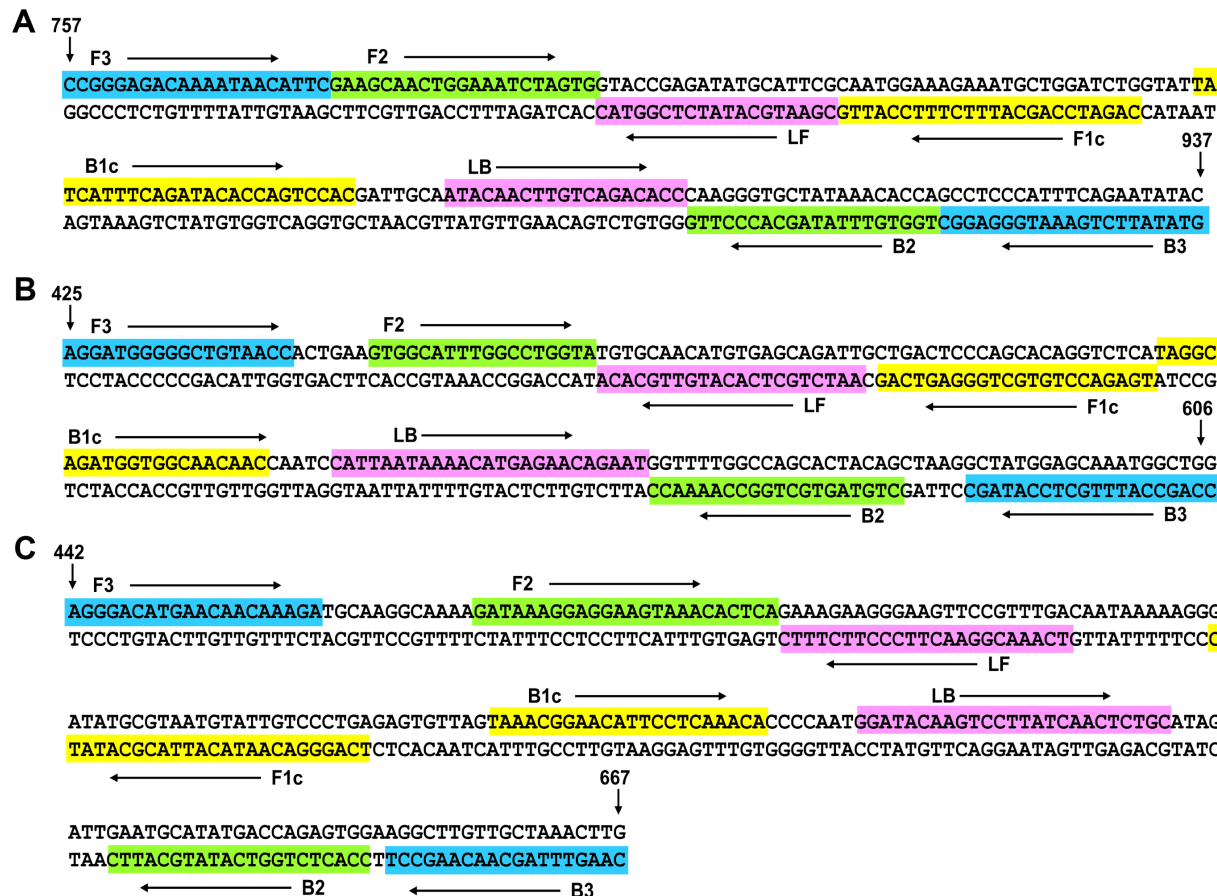 A
757
F3 F2
CCGGGAGACAAAATAACATTCGAAGCAACTGGAAATCTAGTGGTACCGAGATATGCATTCGCAATGGAAAGAAATGCTGGATCTGGTATTA
GGCCCTCTGTTTTATTGTAAGCTTCGTTGACCTTTAGATCACCATGGCTCTATACGTAAGCGTTACCTTTCTTTACGACCTAGACCATAAT
LF F1c
B1c LB 937
TCATTTCAGATACACCAGTCCACGATTGCAATACAACTTGTCAGACACCCAAGGGTGCTATAAACACCAGCCTCCCATTTCAGAATATAC
AGTAAAGTCTATGTGGTCAGGTGCTAACGTTATGTTGAACAGTCTGTGGGTTCCCACGATATTTGTGGTCGGAGGGTAAAGTCTTATATG
B2 B3
B
425
F3 F2
AGGATGGGGGCTGTAACCACTGAAGTGGCATTTGGCCTGGTATGTGCAACATGTGAGCAGATTGCTGACTCCCAGCACAGGTCTCATAGGC
TCCTACCCCCGACATTGGTGACTTCACCGTAAACCGGACCATACACGTTGTACACTCGTCTAACGACTGAGGGTCGTGTCCAGAGTATCCG
LF F1c
B1c LB 606
AGATGGTGGCAACAACCAATCCATTAATAAAACATGAGAACAGAATGGTTTTGGCCAGCACTACAGCTAAGGCTATGGAGCAAATGGCTGG
TCTACCACCGTTGTTGGTTAGGTAATTATTTTGTACTCTTGTCTTACCAAAACCGGTCGTGATGTCGATTCCGATACCTCGTTTACCGACC
B2 B3
C
442
F3 F2
AGGGACATGAACAACAAAGATGCAAGGCAAAAGATAAAGGAGGAAGTAAACACTCAGAAAGAAGGGAAGTTCCGTTTGACAATAAAAAGGG
TCCCTGTACTTGTTGTTTCTACGTTCCGTTTTCTATTTCCTCCTTCATTTGTGAGTCTTTCTTCCCTTCAAGGCAAACTGTTATTTTTCCC
LF
B1c LB
ATATGCGTAATGTATTGTCCCTGAGAGTGTTAGTAAACGGAACATTCCTCAAACACCCCAATGGATACAAGTCCTTATCAACTCTGCATAG
TATACGCATTACATAACAGGGACTCTCACAATCATTTGCCTTGTAAGGAGTTTGTGGGGTTACCTATGTTCAGGAATAGTTGAGACGTATC
F1c 667
ATTGAATGCATATGACCAGAGTGGAAGGCTTGTTGCTAAACTTG
TAACTTACGTATACTGGTCTCACCTTCCGAACAACGATTTGAAC
B2 B3